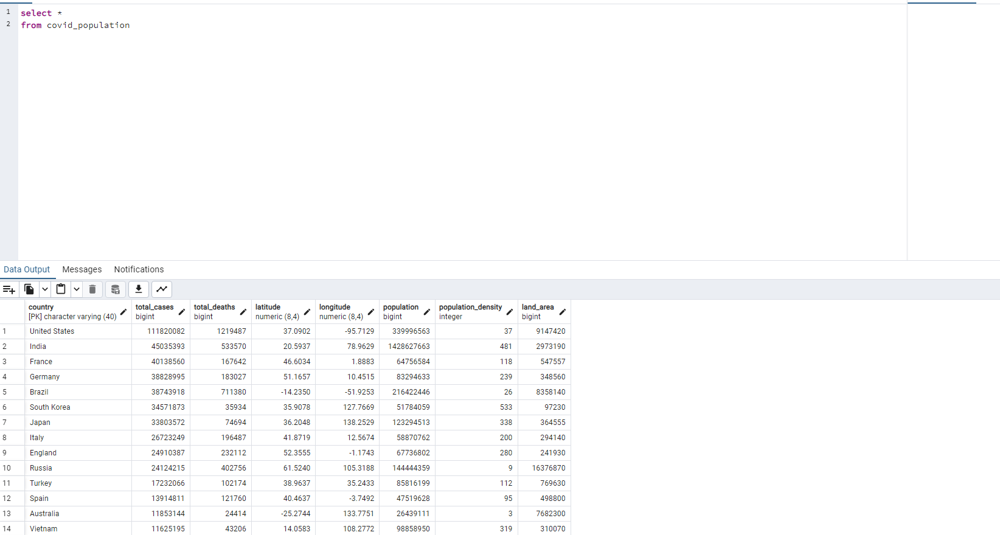 1 select *
2 from covid_population
Data Output Messages Notifications
country total_cases total_deaths latitude longitude population population_density land_area
[PK] character varying (40) bigint bigint numeric (8,4) numeric (8,4) bigint integer bigint
1 United States 111820082 1219487 37.0902 -95.7129 339996563 37 9147420
2 India 45035393 533570 20.5937 78.9629 1428627663 481 2973190
3 France 40138560 167642 46.6034 1.8883 64756584 118 547557
4 Germany 38828995 183027 51.1657 10.4515 83294633 239 348560
5 Brazil 38743918 711380 -14.2350 -51.9253 216422446 26 8358140
6 South Korea 34571873 35934 35.9078 127.7669 51784059 533 97230
7 Japan 33803572 74694 36.2048 138.2529 123294513 338 364555
8 Italy 26723249 196487 41.8719 12.5674 58870762 200 294140
9 England 24910387 232112 52.3555 -1.1743 67736802 280 241930
10 Russia 24124215 402756 61.5240 105.3188 144444359 9 16376870
11 Turkey 17232066 102174 38.9637 35.2433 85816199 112 769630
12 Spain 13914811 121760 40.4637 -3.7492 47519628 95 498800
13 Australia 11853144 24414 -25.2744 133.7751 26439111 3 7682300
14 Vietnam 11625195 43206 14.0583 108.2772 98858950 319 310070